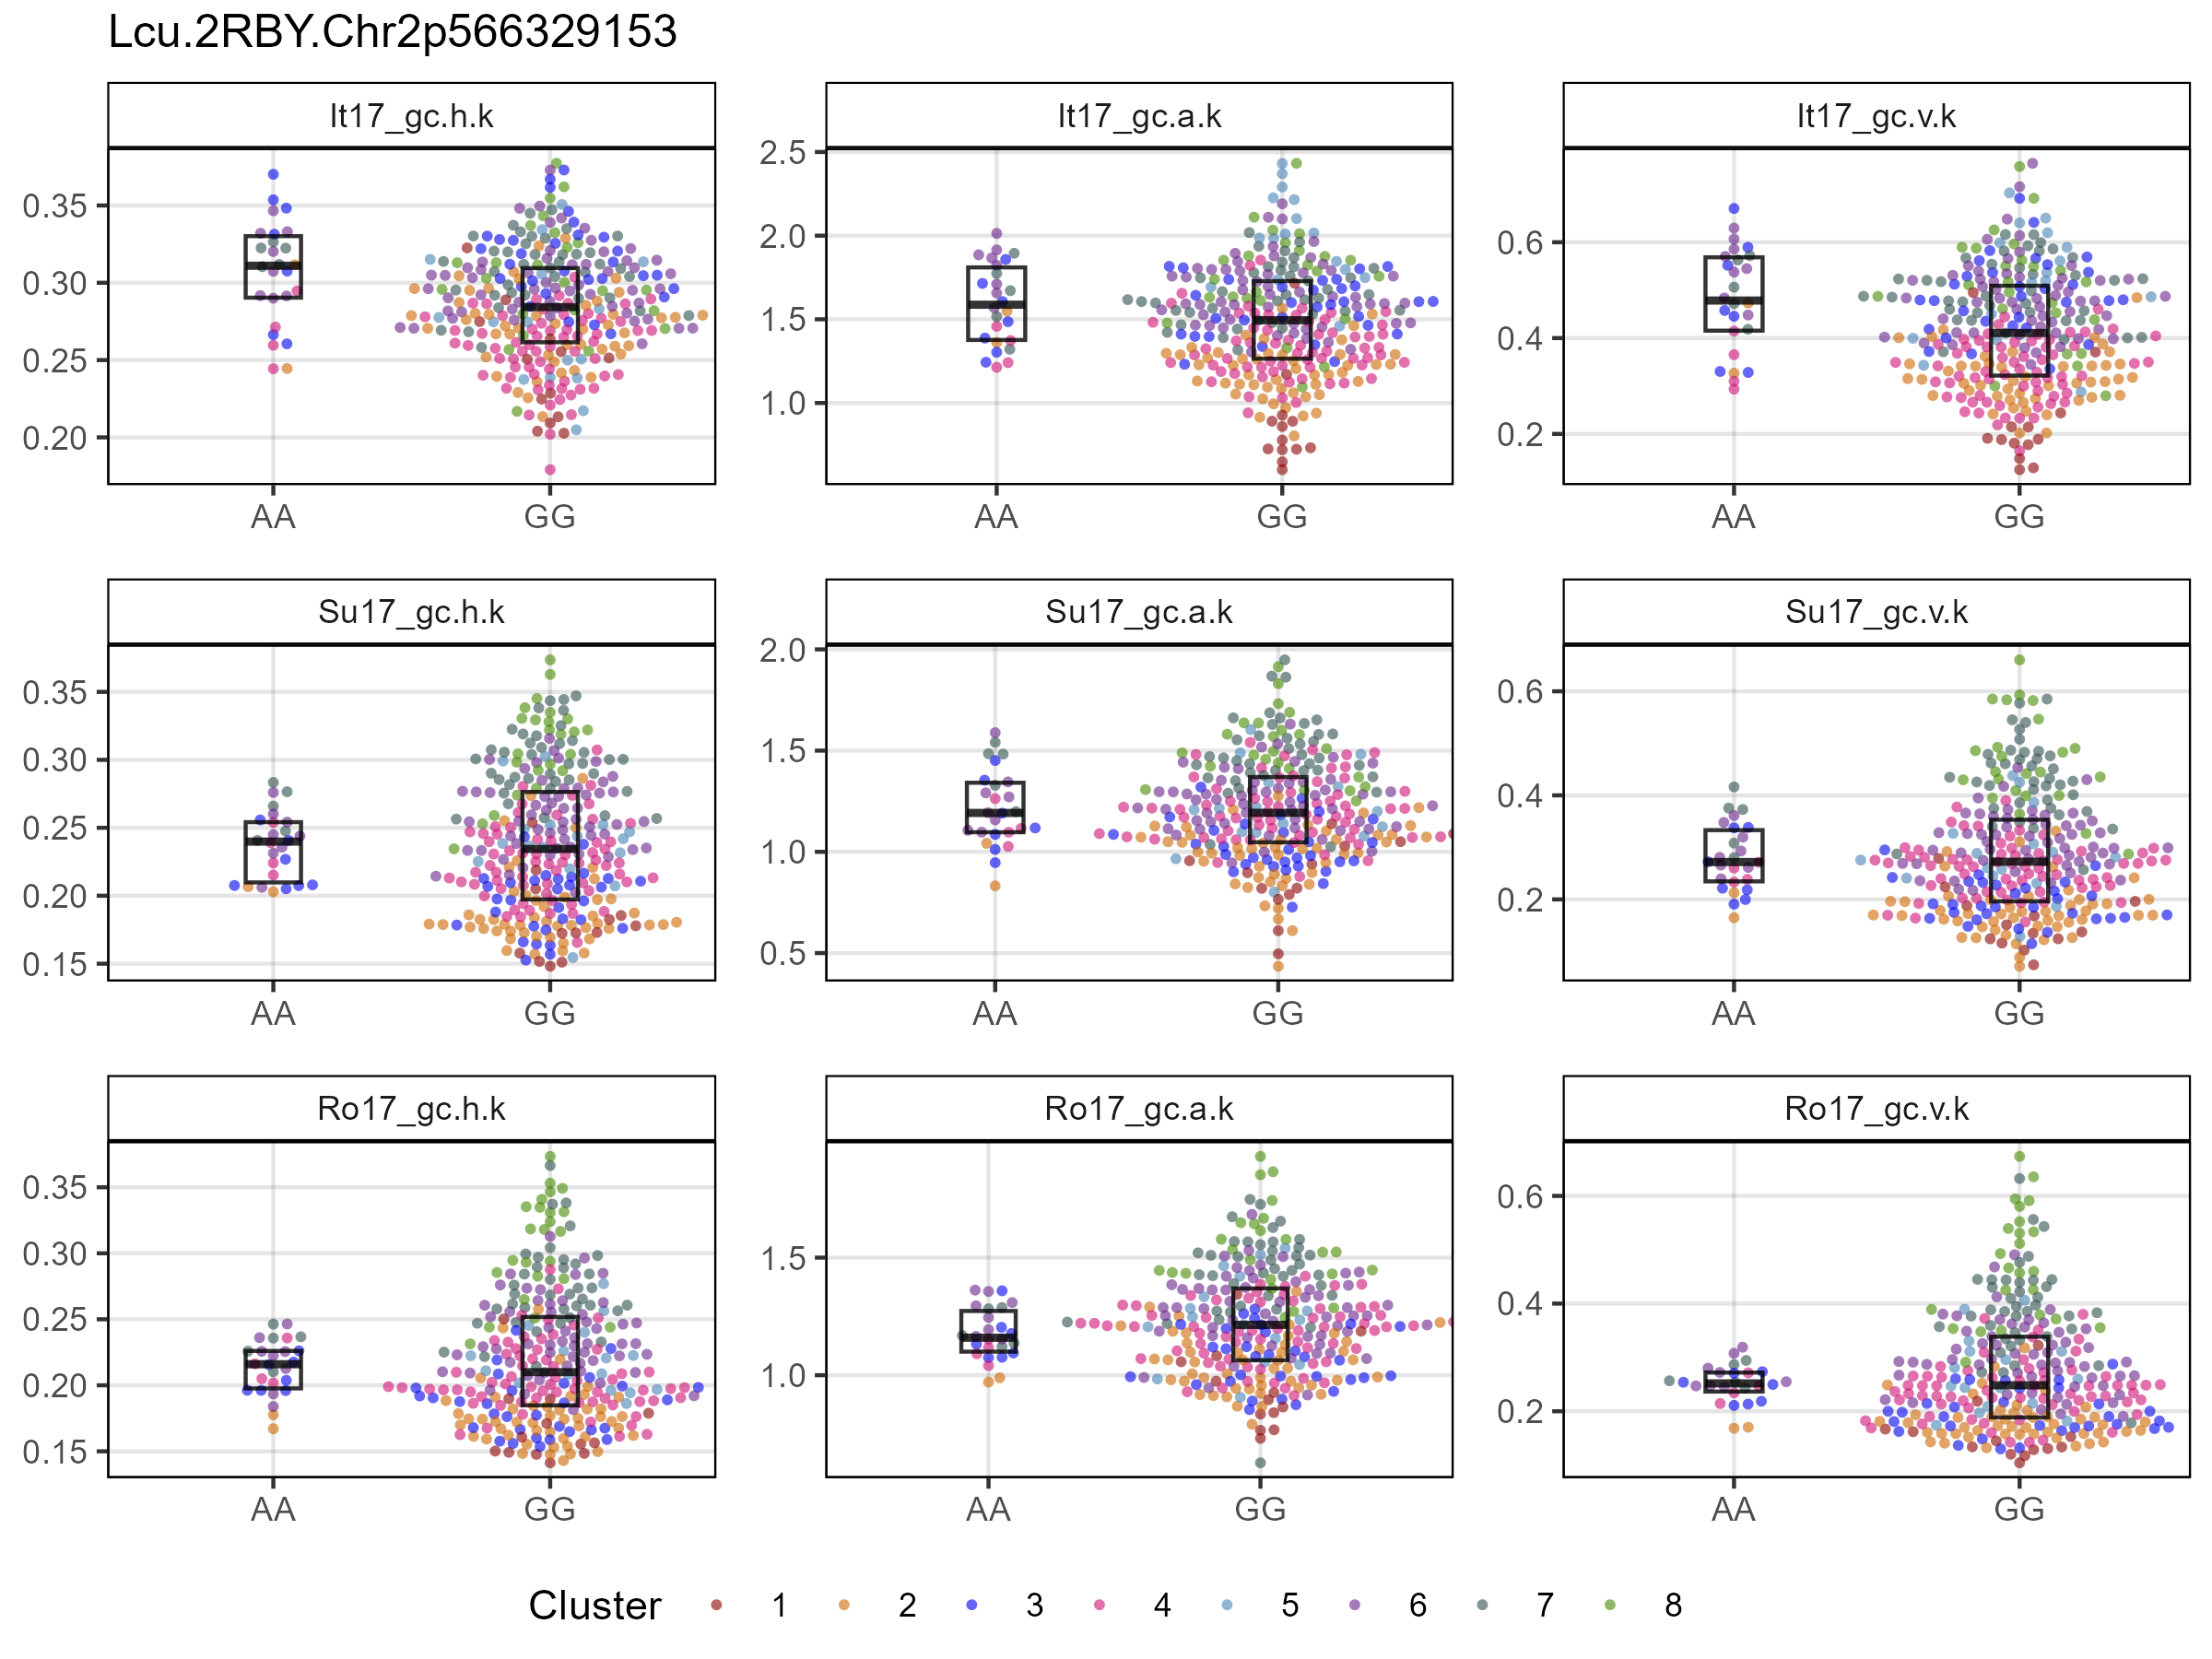 Lcu.2RBY.Chr2p566329153
It17_gc.h.k
It17_gc.a.k
It17_gc.v.k
0.35
0.30
0.25
0.20
AA
GG
2.5
2.0
1.5
1.0
AA
GG
0.6
0.4
0.2
AA
GG
Su17_gc.h.k
Su17_gc.a.k
Su17_gc.v.k
0.35
0.30
0.25
0.20
0.15
AA
GG
2.0
1.5
1.0
0.5
AA
GG
0.6
0.4
0.2
AA
GG
Ro17_gc.h.k
Ro17_gc.a.k
Ro17_gc.v.k
0.35
0.30
0.25
0.20
0.15
AA
GG
1.5
1.0
AA
GG
0.6
0.4
0.2
AA
GG
Cluster 1 2 3 4 5 6 7 8